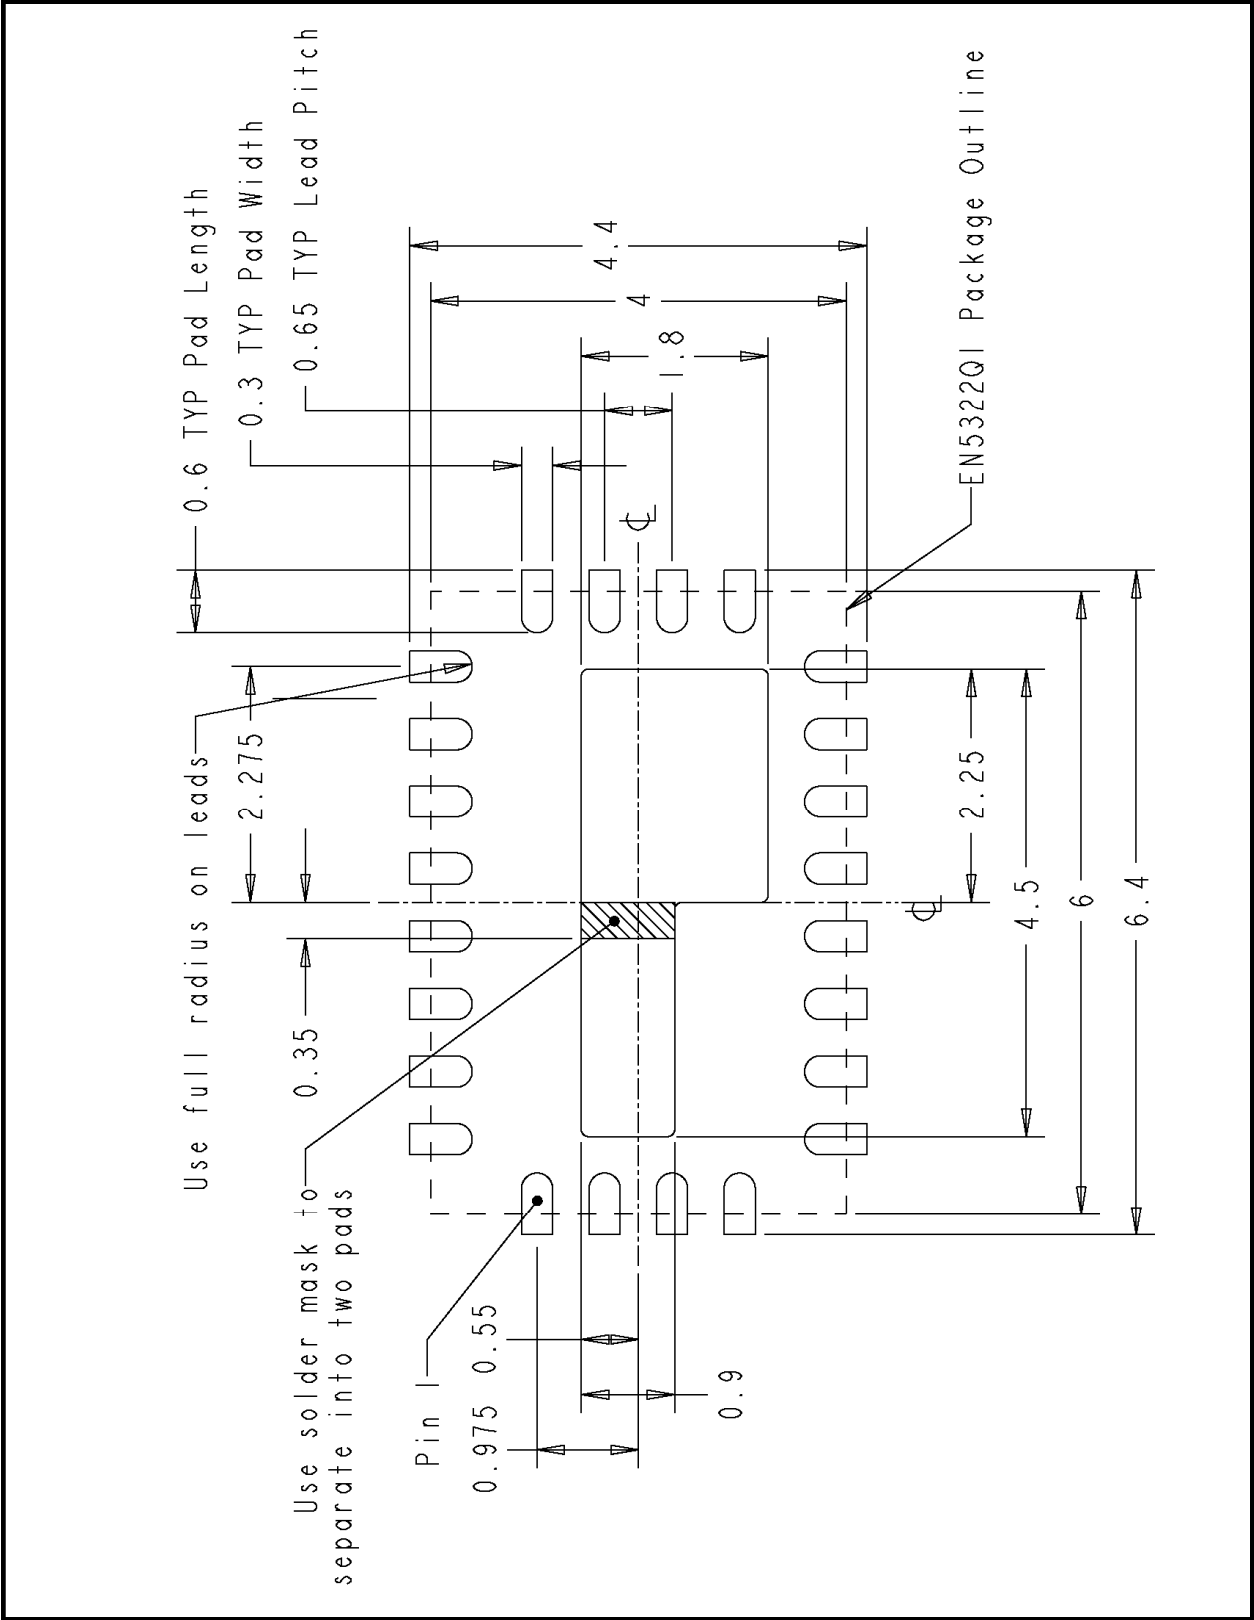 0.6 TYP Pad Length
0.3 TYP Pad Width
0.65 TYP Lead Pitch
4.4
4
1.8
EN5322QI Package Outline
Use full radius on leads
2.275
0.35
2.25
4.5
6
6.4
Use solder mask to
separate into two pads
Pin 1
0.975
0.55
0.9